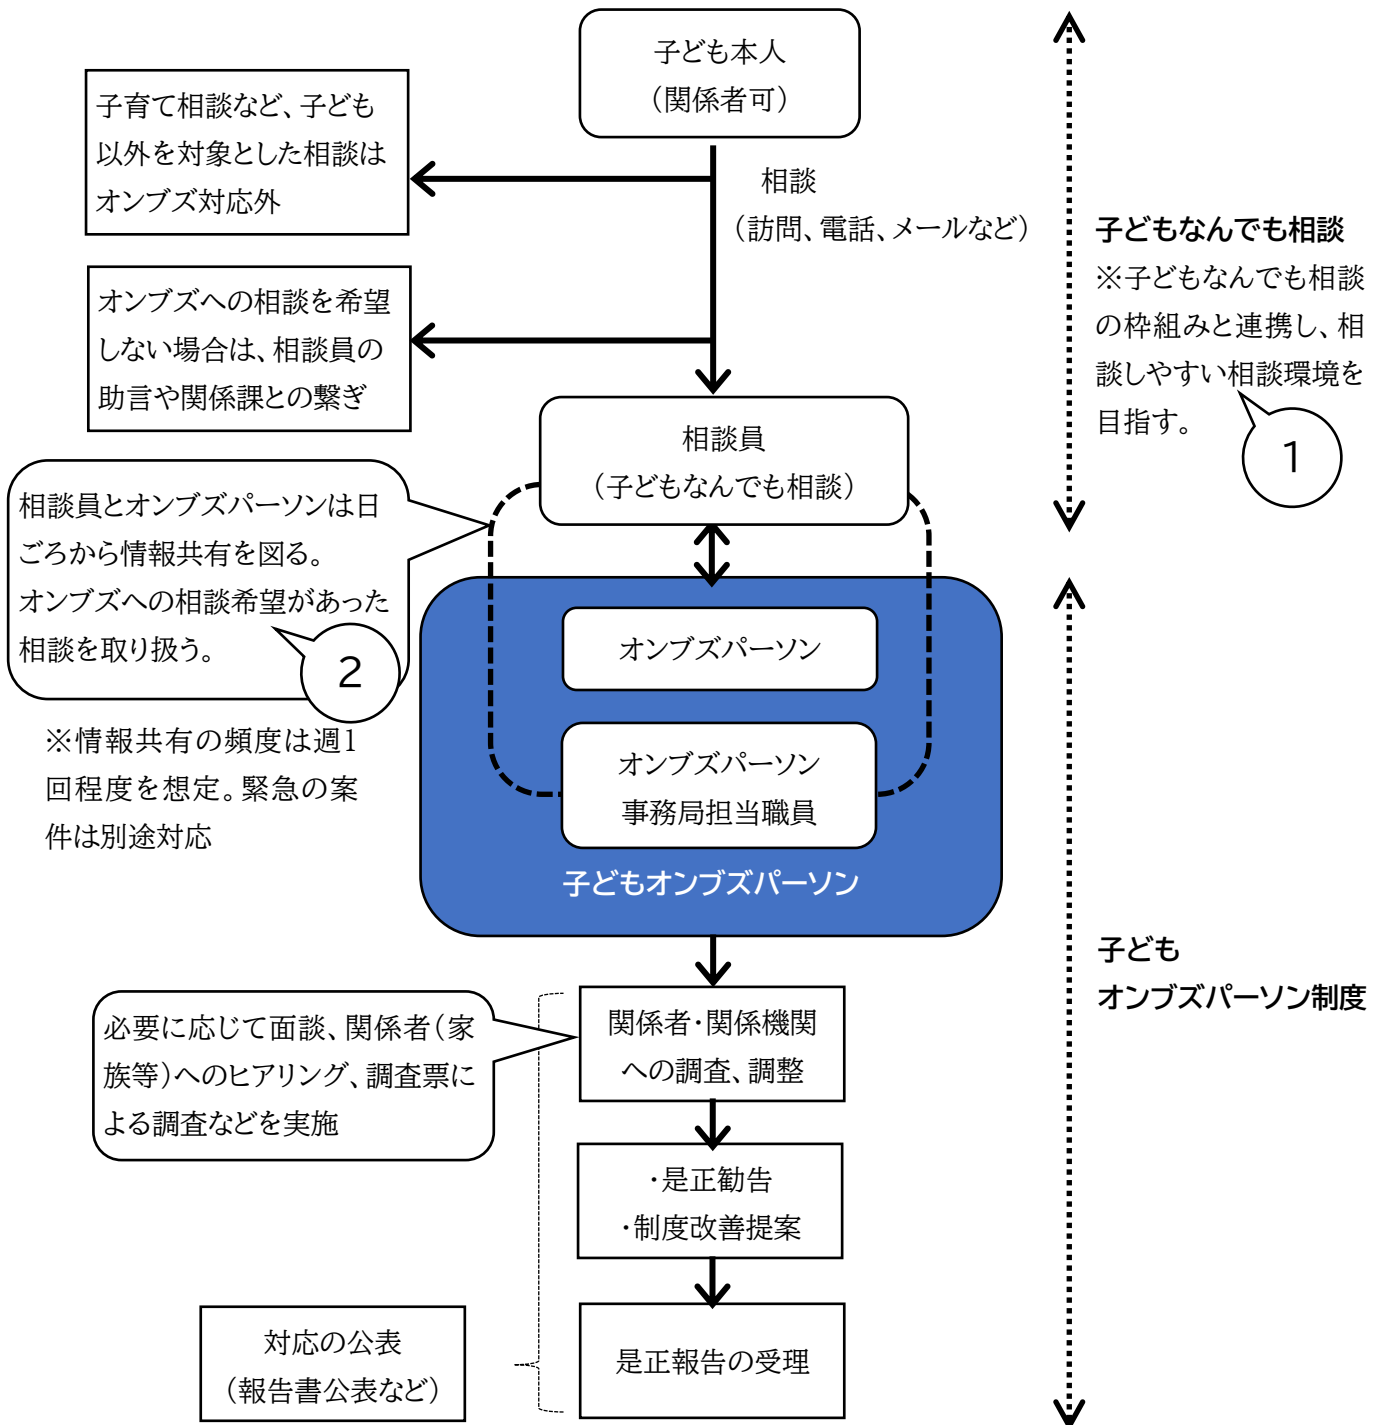 子ども本人
（関係者可）
子育て相談など、子ども
以外を対象とした相談は
オンブズ対応外
相談
（訪問、電話、メールなど）
子どもなんでも相談
※子どもなんでも相談
の枠組みと連携し、相
談しやすい相談環境を
目指す。
1
オンブズへの相談を希望
しない場合は、相談員の
助言や関係課との繋ぎ
相談員
（子どもなんでも相談）
相談員とオンブズパーソンは日
ごろから情報共有を図る。
オンブズへの相談希望があった
相談を取り扱う。
2
※情報共有の頻度は週1
回程度を想定。緊急の案
件は別途対応
オンブズパーソン
オンブズパーソン
事務局担当職員
子どもオンブズパーソン
子ども
オンブズパーソン制度
必要に応じて面談、関係者（家
族等）へのヒアリング、調査票に
よる調査などを実施
関係者・関係機関
への調査、調整
・是正勧告
・制度改善提案
対応の公表
（報告書公表など）
是正報告の受理